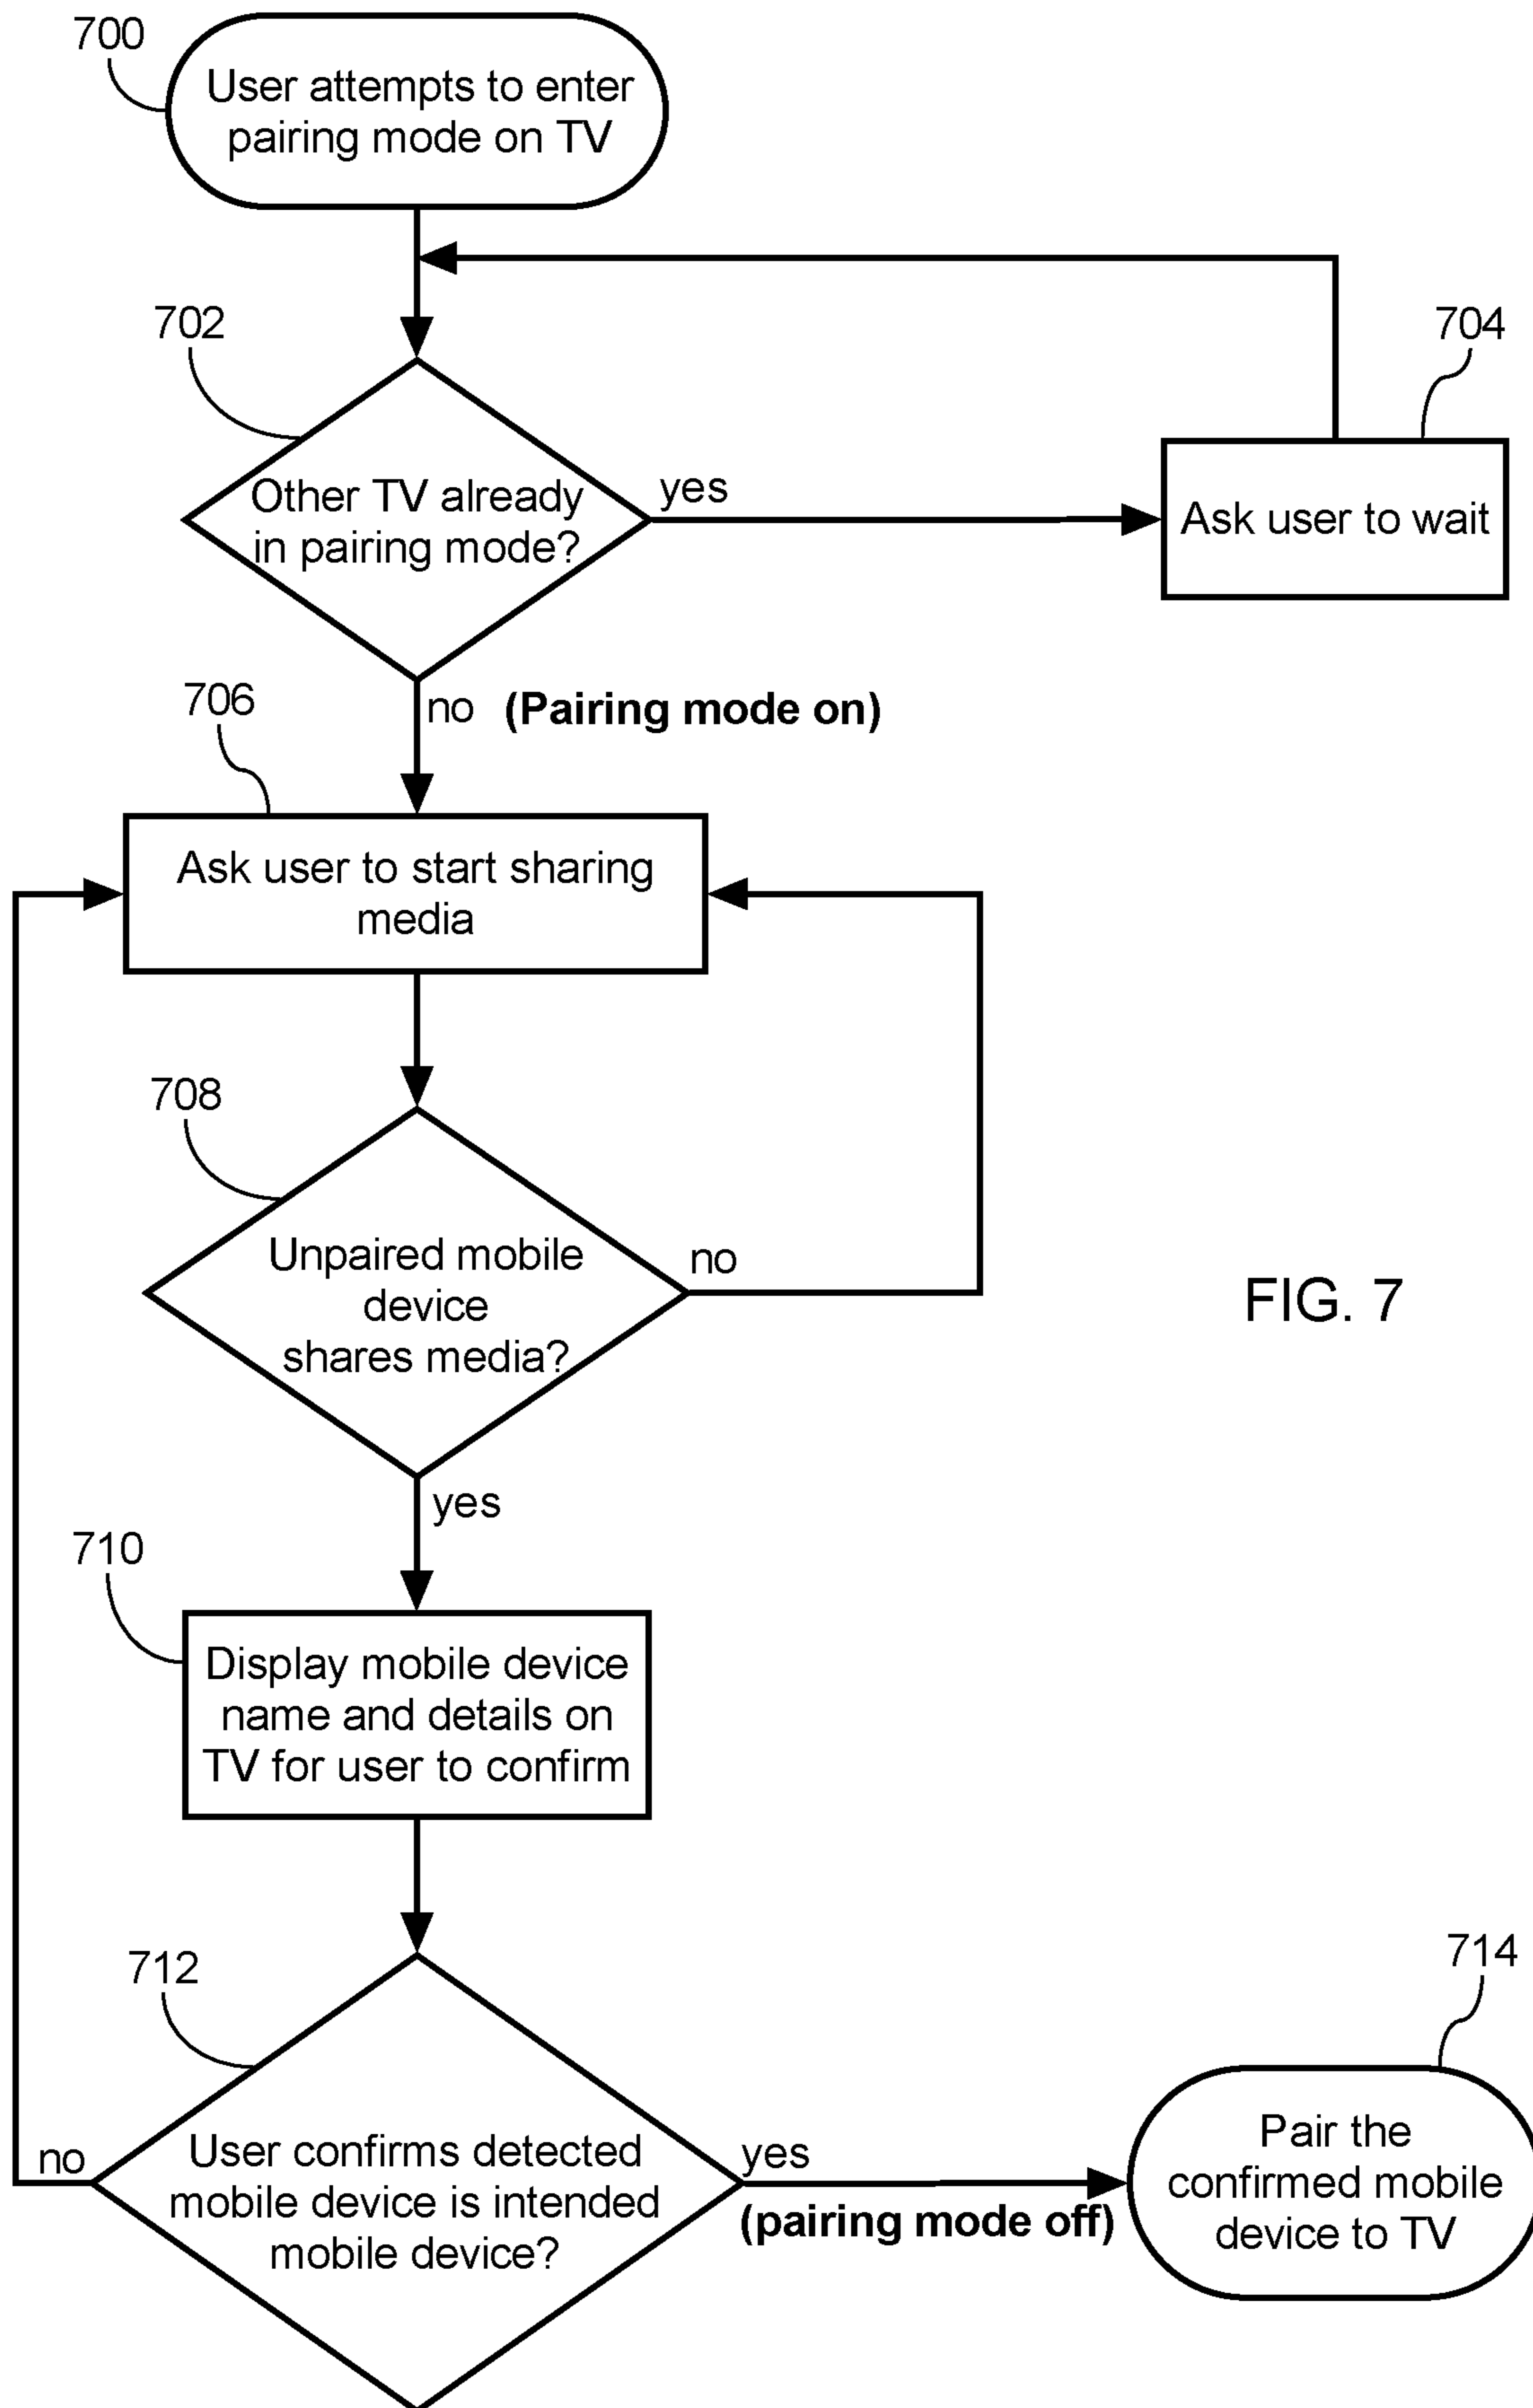 700
User attempts to enter
pairing mode on TV
702
704
Other TV already
in pairing mode?
yes
Ask user to wait
706
no (Pairing mode on)
Ask user to start sharing
media
708
Unpaired mobile
device
shares media?
no
FIG. 7
yes
710
Display mobile device
name and details on
TV for user to confirm
712
714
no
User confirms detected
mobile device is intended
mobile device?
yes
(pairing mode off)
Pair the
confirmed mobile
device to TV